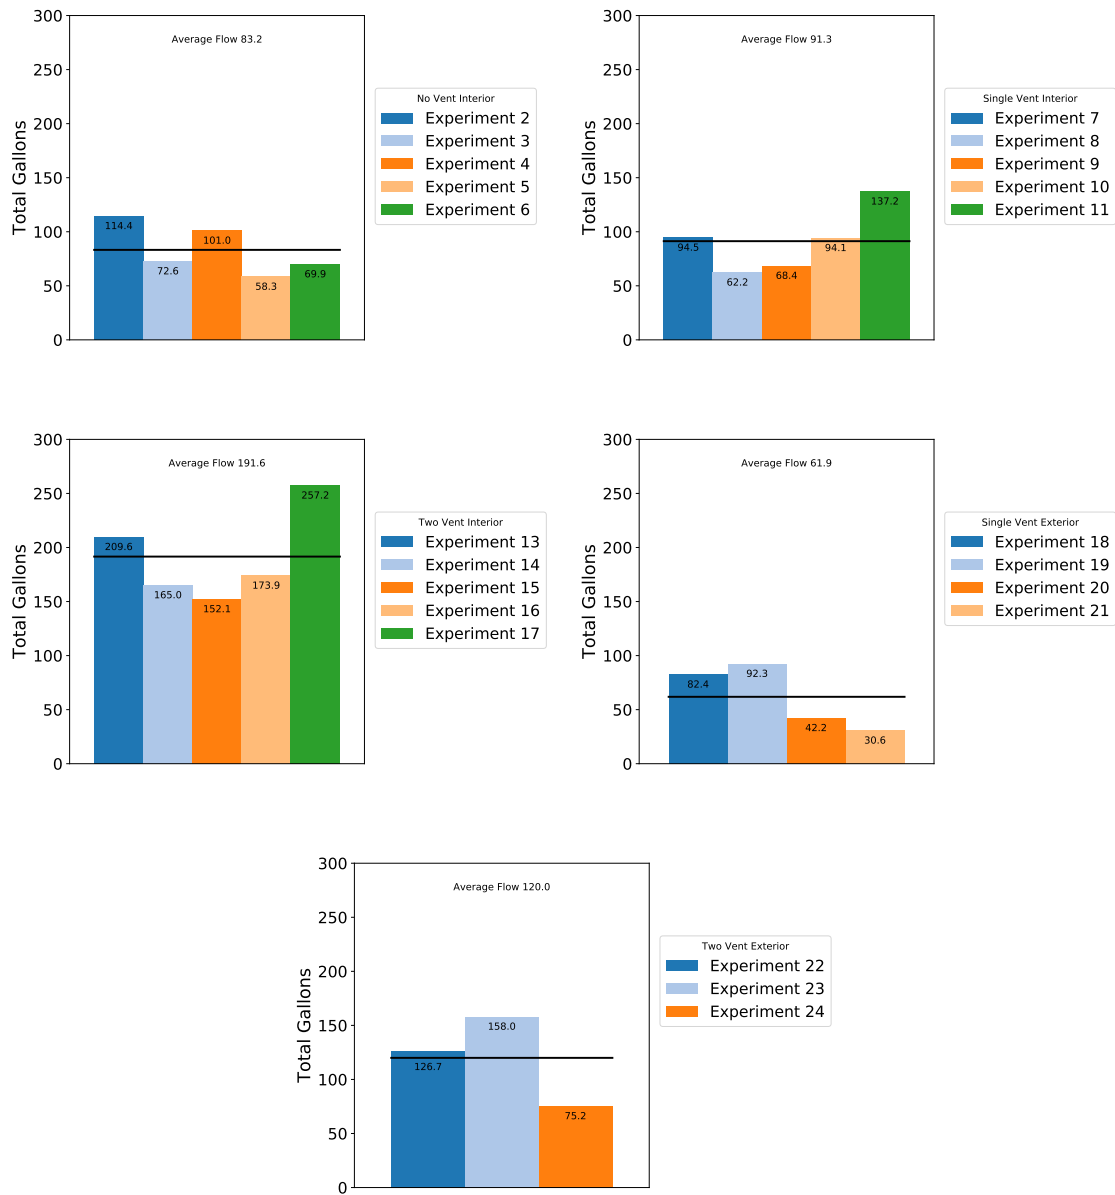 300
250
200
150
100
50
0
Total Gallons
Average Flow 83.2
114.4
72.6
101.0
58.3
69.9
No Vent Interior
Experiment 2
Experiment 3
Experiment 4
Experiment 5
Experiment 6
300
250
200
150
100
50
0
Total Gallons
Average Flow 91.3
94.5
62.2
68.4
94.1
137.2
Single Vent Interior
Experiment 7
Experiment 8
Experiment 9
Experiment 10
Experiment 11
300
250
200
150
100
50
0
Total Gallons
Average Flow 191.6
209.6
165.0
152.1
173.9
257.2
Two Vent Interior
Experiment 13
Experiment 14
Experiment 15
Experiment 16
Experiment 17
300
250
200
150
100
50
0
Total Gallons
Average Flow 61.9
82.4
92.3
42.2
30.6
Single Vent Exterior
Experiment 18
Experiment 19
Experiment 20
Experiment 21
300
250
200
150
100
50
0
Total Gallons
Average Flow 120.0
126.7
158.0
75.2
Two Vent Exterior
Experiment 22
Experiment 23
Experiment 24